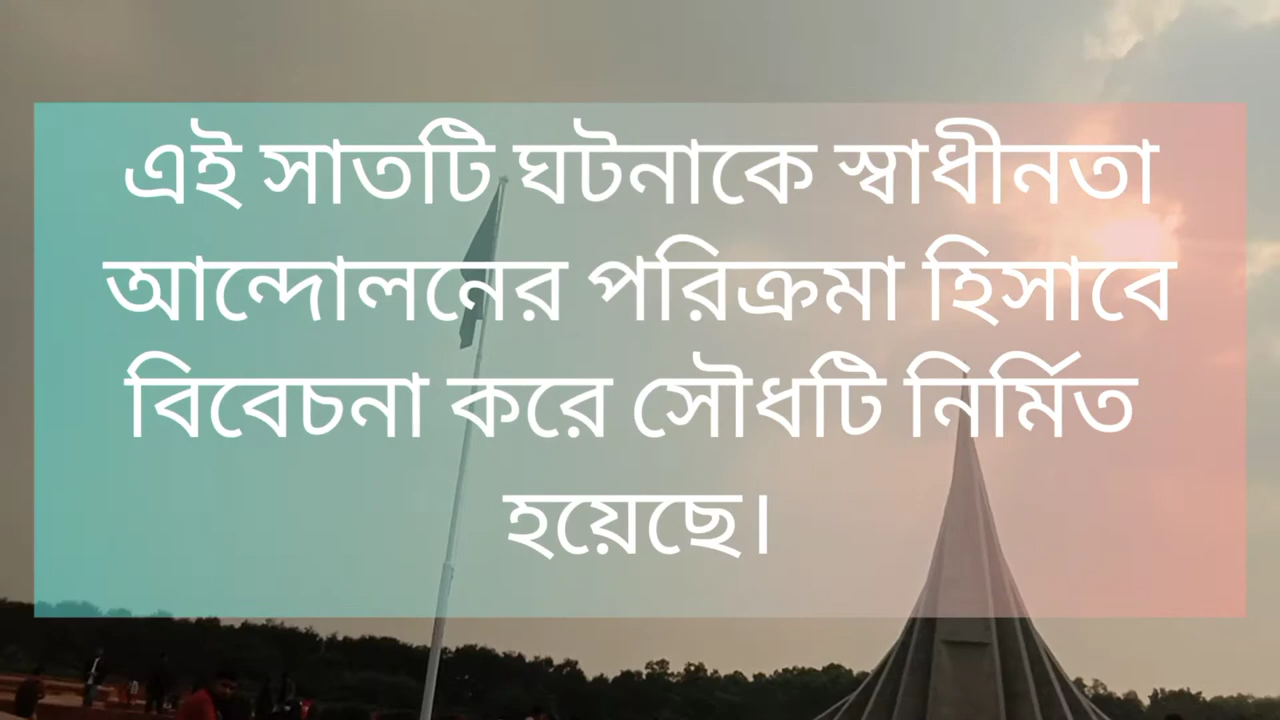 এই সাতটি ঘটনাকে স্বাধীনতা
আন্দোলনের পরিক্রমা হিসাবে
বিবেচনা করে সৌধটি নির্মিত
হয়েছে।